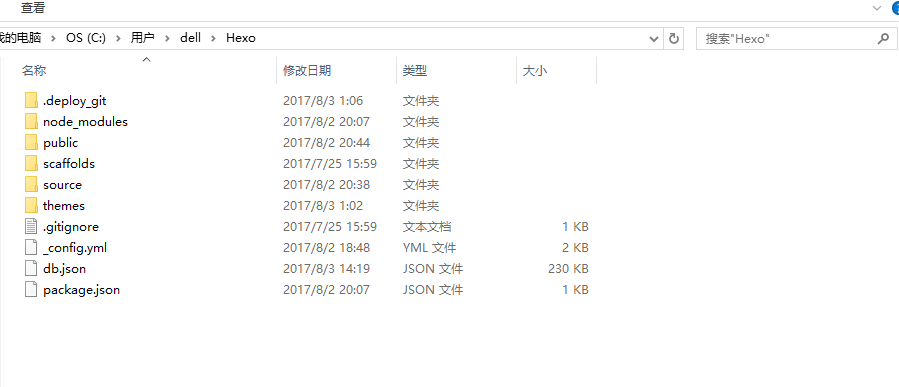 查看
我的电脑 > OS (C:) > 用户 > dell > Hexo 搜索"Hexo"
名称 修改日期 类型 大小
.deploy_git 2017/8/3 1:06 文件夹
node_modules 2017/8/2 20:07 文件夹
public 2017/8/2 20:44 文件夹
scaffolds 2017/7/25 15:59 文件夹
source 2017/8/2 20:38 文件夹
themes 2017/8/3 1:02 文件夹
.gitignore 2017/7/25 15:59 文本文档 1 KB
_config.yml 2017/8/2 18:48 YML 文件 2 KB
db.json 2017/8/3 14:19 JSON 文件 230 KB
package.json 2017/8/2 20:07 JSON 文件 1 KB